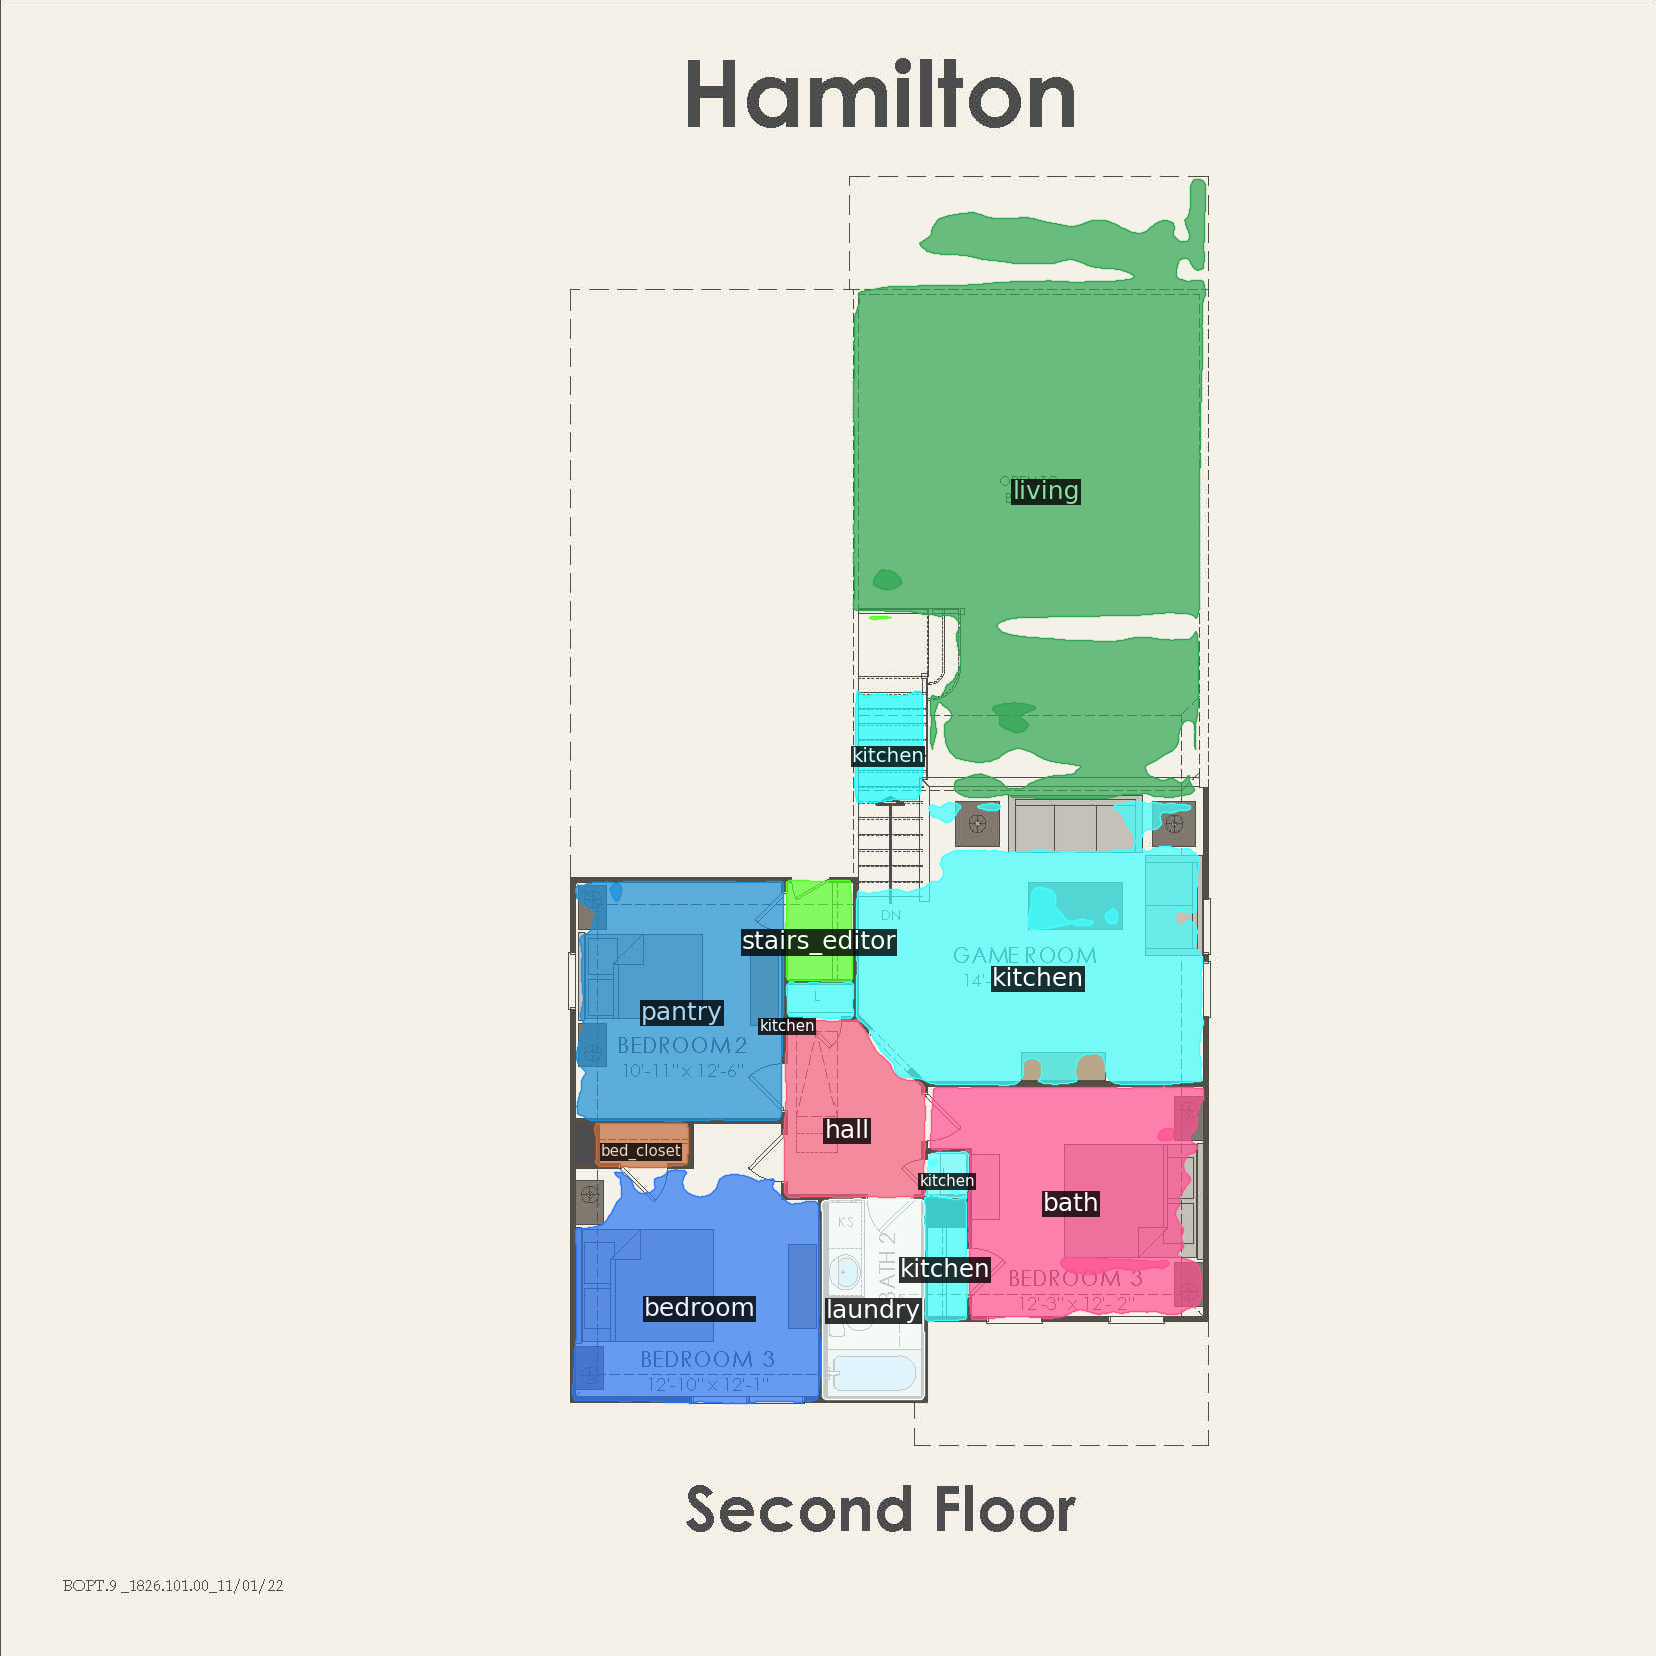 Hamilton
living
kitchen
DN
stairs_editor
GAME ROOM
kitchen
14'-
L
pantry
kitchen
BEDROOM 2
10'-11" x 12'-6"
hall
bed_closet
kitchen
bath
KS
BATH 2
kitchen
BEDROOM 3
12'-3" x 12'-2"
bedroom
laundry
BEDROOM 3
12'-10" x 12'-1"
Second Floor
BOPT.9_1826.101.00_11/01/22